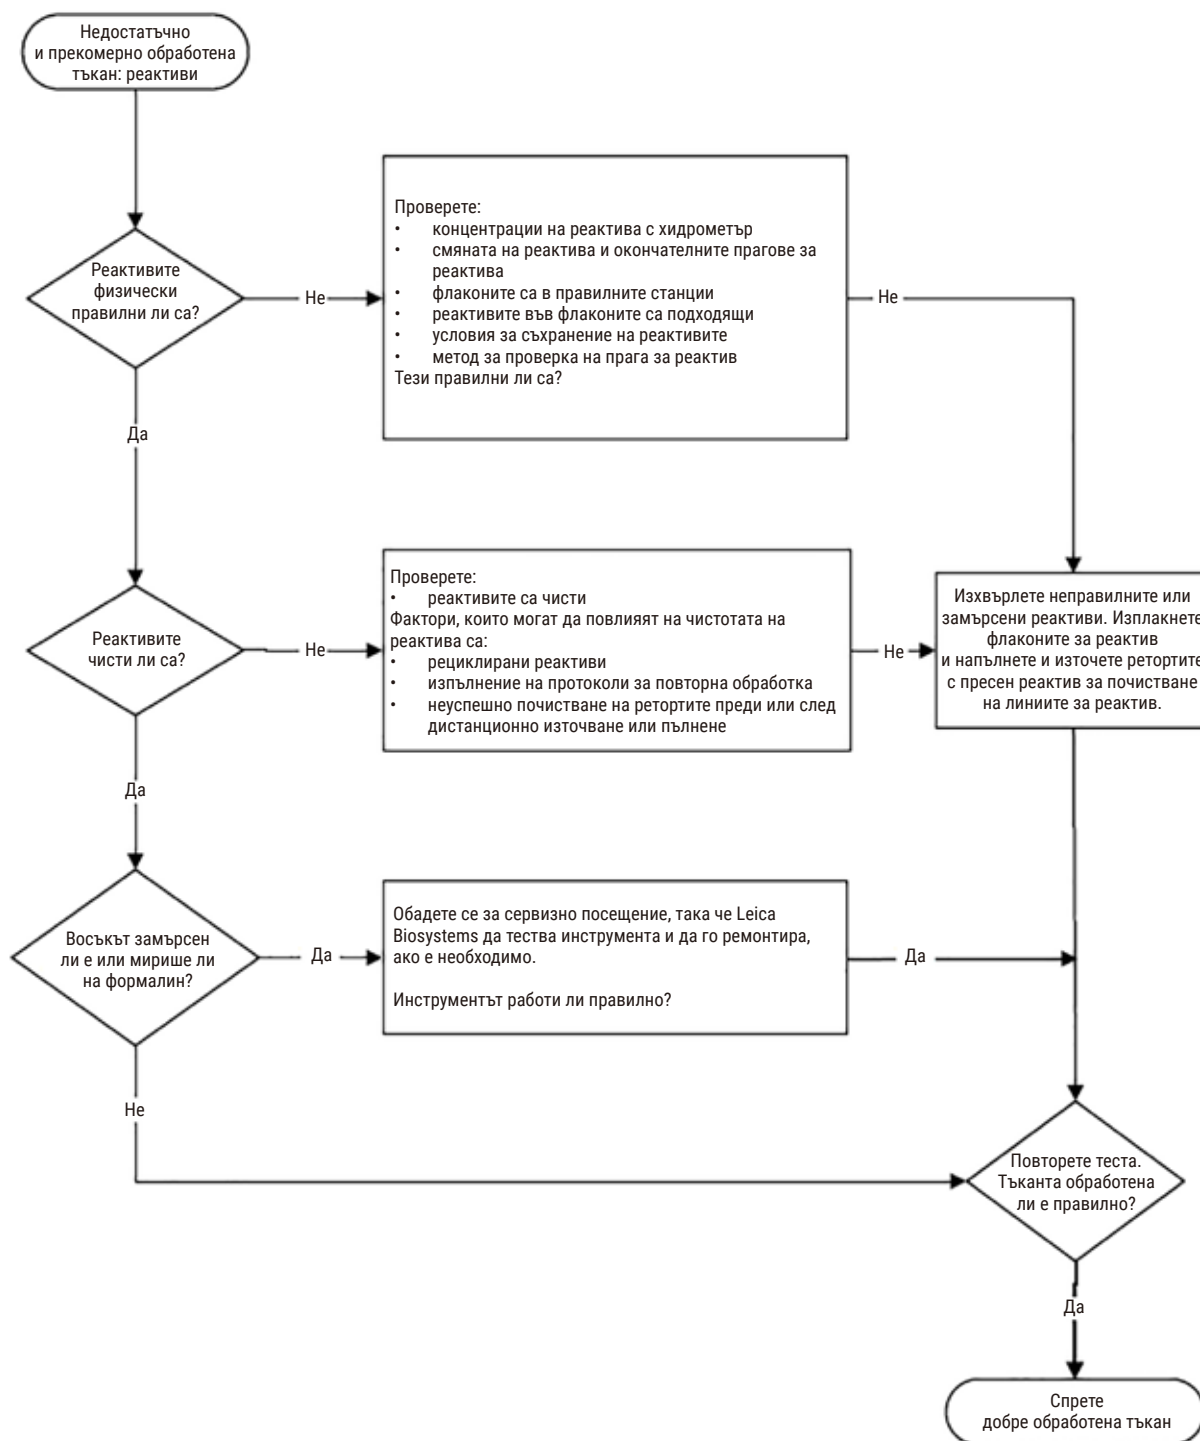 Недостатъчно
и прекомерно обработена
тъкан: реактиви
Проверете:
• концентрации на реактива с хидрометър
• смяната на реактива и окончателните прагове за
реактива
• флаконите са в правилните станции
• реактивите във флаконите са подходящи
• условия за съхранение на реактивите
• метод за проверка на прага за реактив
Тези правилни ли са?
Реактивите
физически
правилни ли са?
Не
Не
Да
Проверете:
• реактивите са чисти
Фактори, които могат да повлияят на чистотата на
реактива са:
• рециклирани реактиви
• изпълнение на протоколи за повторна обработка
• неуспешно почистване на ретортите преди или след
дистанционно източване или пълнене
Изхвърлете неправилните или
замърсени реактиви. Изплакнете
флаконите за реактив
и напълнете и източете ретортите
с пресен реактив за почистване
на линиите за реактив.
Реактивите
чисти ли са?
Не
Не
Да
Восъкът замърсен
ли е или мирише ли
на формалин?
Да
Обадете се за сервизно посещение, така че Leica
Biosystems да тества инструмента и да го ремонтира,
ако е необходимо.
Инструментът работи ли правилно?
Да
Не
Повторете теста.
Тъканта обработена
ли е правилно?
Да
Спрете
добре обработена тъкан